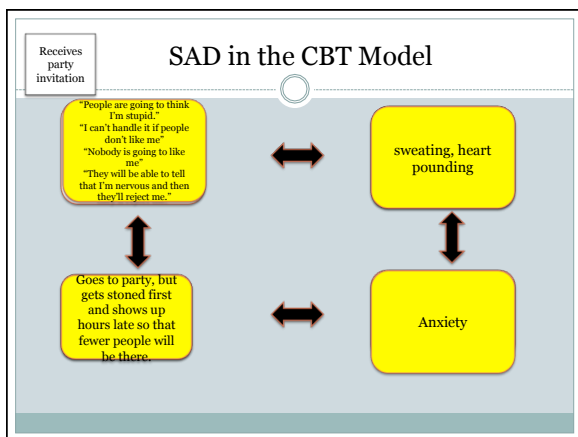 Receives
party
invitation
SAD in the CBT Model
"People are going to think
I'm stupid."
"I can't handle it if people
don't like me"
"Nobody is going to like
me"
"They will be able to tell
that I'm nervous and then
they'll reject me."
sweating, heart
pounding
Goes to party, but
gets stoned first
and shows up
hours late so that
fewer people will
be there.
Anxiety